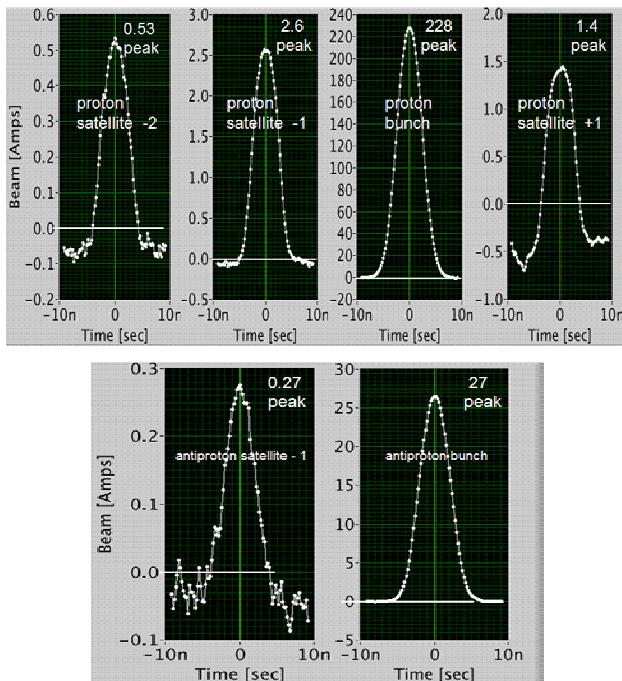 0.6
0.5
0.4
0.3
0.2
0.1
0.0
-0.1
-0.2
Beam [Amps]
0.53
peak
proton
satellite -2
-10n 0 10n
Time [sec]
3.0
2.5
2.0
1.5
1.0
0.5
0.0
-0.5
2.6
peak
proton
satellite -1
-10n 0 10n
Time [sec]
240
220
200
180
160
140
120
100
80
60
40
20
0
-20
228
peak
proton
bunch
-10n 0 10n
Time [sec]
2.0
1.5
1.0
0.5
0.0
-0.5
-1.0
1.4
peak
proton
satellite +1
-10n 0 10n
Time [sec]
0.3
0.2
0.1
0.0
-0.1
Beam [Amps]
0.27
peak
antiproton satellite - 1
-10n 0 10n
Time [sec]
30
25
20
15
10
5
0
-5
27
peak
antiproton bunch
-10n 0 10n
Time [sec]